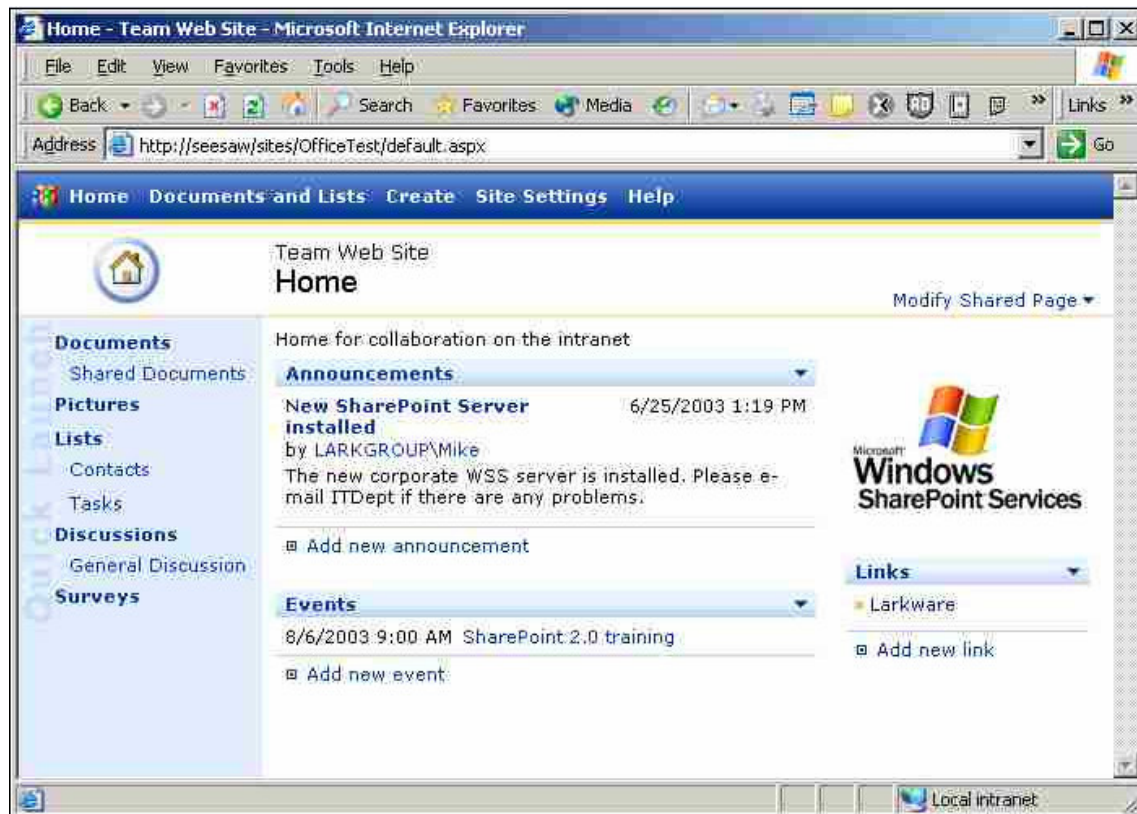 Home - Team Web Site - Microsoft Internet Explorer
File Edit View Favorites Tools Help
Back Search Favorites Media Links
Address http://seesaw/sites/OfficeTest/default.aspx Go
Home Documents and Lists Create Site Settings Help
Team Web Site
Home
Modify Shared Page
Quick Launch
Documents
Shared Documents
Pictures
Lists
Contacts
Tasks
Discussions
General Discussion
Surveys
Home for collaboration on the intranet
Announcements
New SharePoint Server 6/25/2003 1:19 PM
installed
by LARKGROUP\Mike
The new corporate WSS server is installed. Please e-
mail ITDept if there are any problems.
Add new announcement
Events
8/6/2003 9:00 AM SharePoint 2.0 training
Add new event
Microsoft
Windows
SharePoint Services
Links
Larkware
Add new link
Local intranet